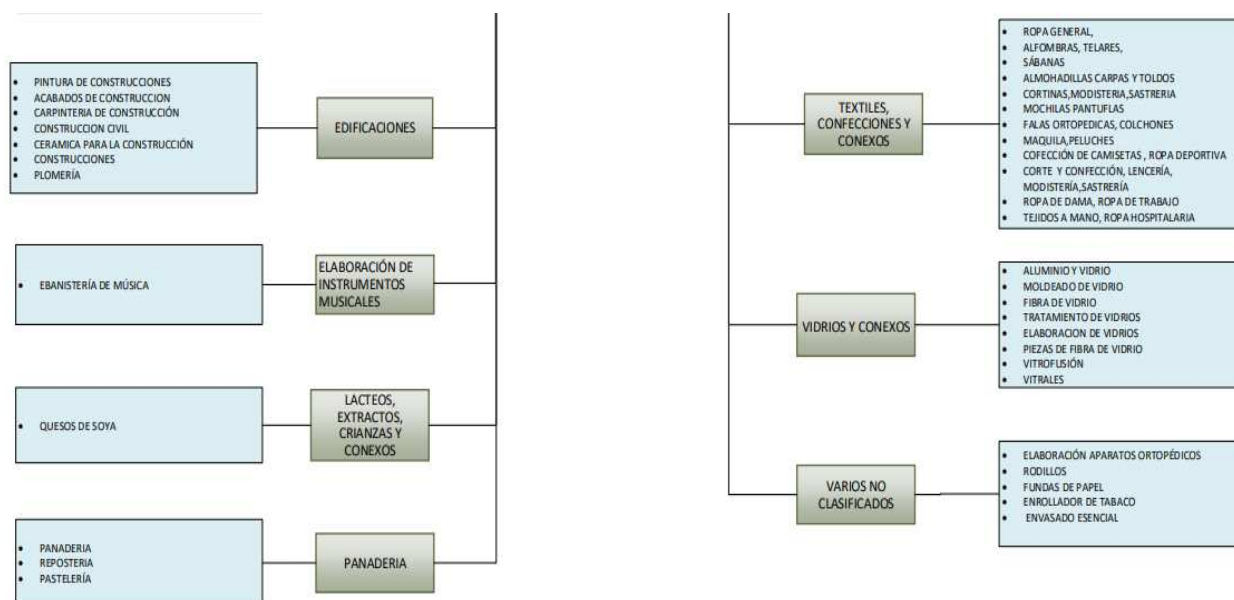 PINTURA DE CONSTRUCCIONES
ACABADOS DE CONSTRUCCION
CARPINTERIA DE CONSTRUCCIÓN
CONSTRUCCION CIVIL
CERAMICA PARA LA CONSTRUCCIÓN
CONSTRUCCIONES
PLOMERÍA
EDIFICACIONES
EBANISTERÍA DE MÚSICA
ELABORACIÓN DE
INSTRUMENTOS
MUSICALES
QUESOS DE SOYA
LACTEOS,
EXTRACTOS,
CRIANZAS Y
CONEXOS
PANADERIA
REPOSTERIA
PASTELERÍA
PANADERIA
TEXTILES,
CONFECCIONES Y
CONEXOS
ROPA GENERAL,
ALFOMBRAS, TELARES,
SÁBANAS
ALMOHADILLAS CARPAS Y TOLDOS
CORTINAS,MODISTERIA,SASTRERIA
MOCHILAS PANTUFLAS
FALAS ORTOPEDICAS, COLCHONES
MAQUILA,PELUCHES
COFECCIÓN DE CAMISETAS , ROPA DEPORTIVA
CORTE Y CONFECCIÓN, LENCERÍA,
MODISTERÍA,SASTRERÍA
ROPA DE DAMA, ROPA DE TRABAJO
TEJIDOS A MANO, ROPA HOSPITALARIA
VIDRIOS Y CONEXOS
ALUMINIO Y VIDRIO
MOLDEADO DE VIDRIO
FIBRA DE VIDRIO
TRATAMIENTO DE VIDRIOS
ELABORACION DE VIDRIOS
PIEZAS DE FIBRA DE VIDRIO
VITROFUSIÓN
VITRALES
VARIOS NO
CLASIFICADOS
ELABORACIÓN APARATOS ORTOPÉDICOS
RODILLOS
FUNDAS DE PAPEL
ENROLLADOR DE TABACO
ENVASADO ESENCIAL